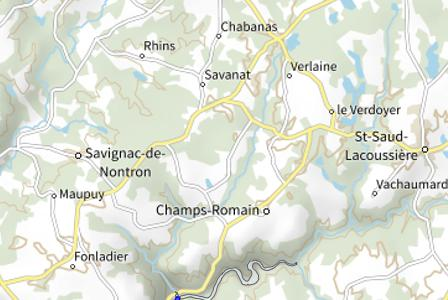 Chabanas
Rhins
Verlaine
Savanat
le Verdoyer
St-Saud-
Lacoussière
Savignac-de-
Nontron
Vachaumard
Maupuy
Champs-Romain
Fonladier